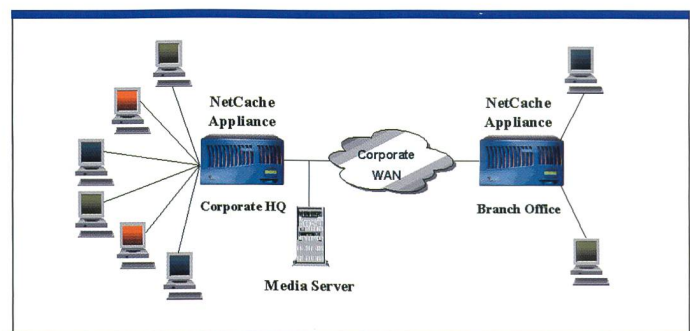 NetCache
Appliance
Corporate HQ
Media Server
Corporate
WAN
NetCache
Appliance
Branch Office